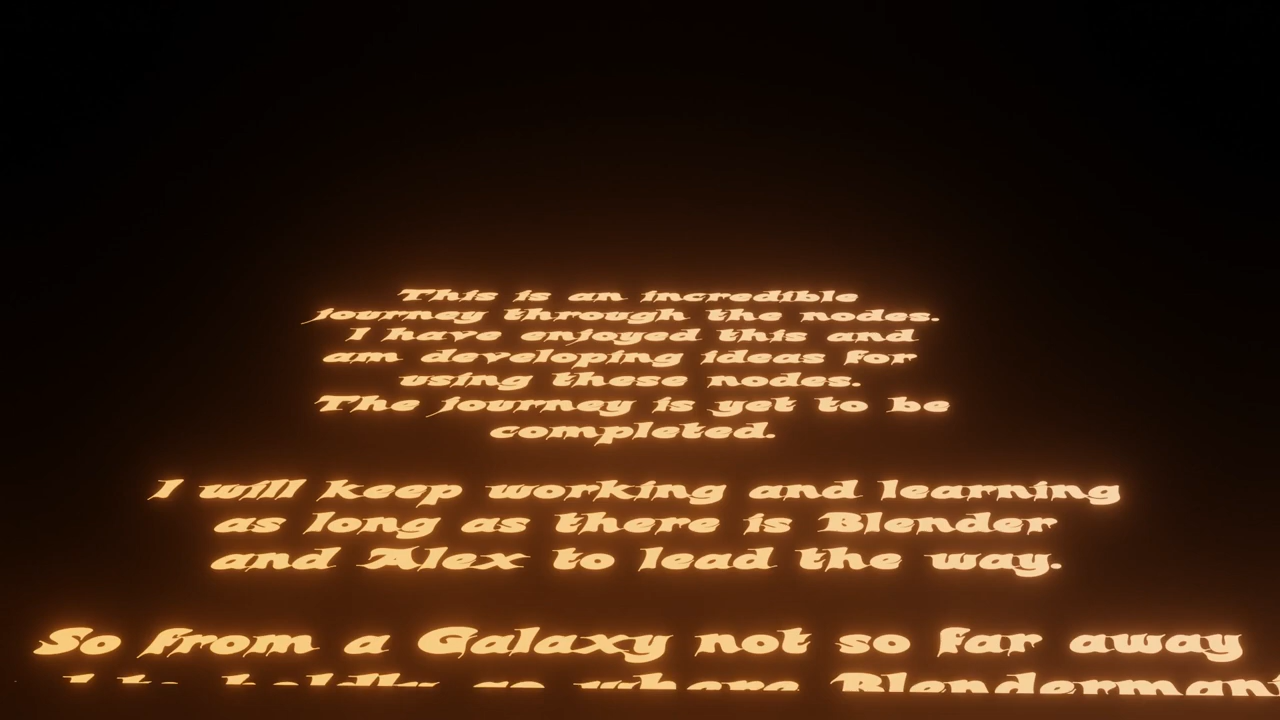 This is an incredible
journey through the nodes.
I have enjoyed this and
am developing ideas for
using these nodes.
The journey is yet to be
completed.
I will keep working and learning
as long as there is Blender
and Alex to lead the way.
So from a Galaxy not so far away
where